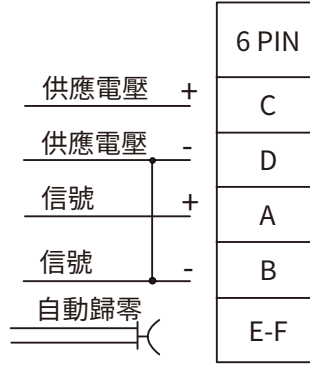 6 PIN
供應電壓 + C
供應電壓 - D
信號 + A
信號 - B
自動歸零 E-F